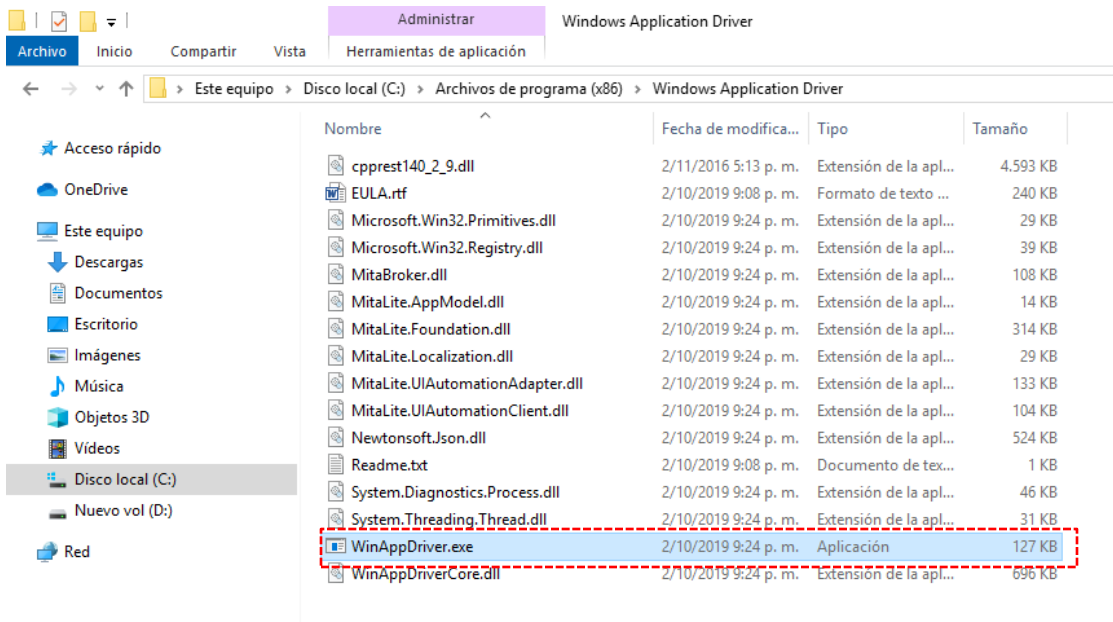 Administrar
Windows Application Driver
Archivo Inicio Compartir Vista Herramientas de aplicación
Este equipo Disco local (C:) Archivos de programa (x86) Windows Application Driver
Acceso rápido
OneDrive
Este equipo
Descargas
Documentos
Escritorio
Imágenes
Música
Objetos 3D
Vídeos
Disco local (C:)
Nuevo vol (D:)
Red
Nombre Fecha de modifica... Tipo Tamaño
cpprest140_2_9.dll 2/11/2016 5:13 p. m. Extensión de la apl... 4.593 KB
EULA.rtf 2/10/2019 9:08 p. m. Formato de texto ... 240 KB
Microsoft.Win32.Primitives.dll 2/10/2019 9:24 p. m. Extensión de la apl... 29 KB
Microsoft.Win32.Registry.dll 2/10/2019 9:24 p. m. Extensión de la apl... 39 KB
MitaBroker.dll 2/10/2019 9:24 p. m. Extensión de la apl... 108 KB
MitaLite.AppModel.dll 2/10/2019 9:24 p. m. Extensión de la apl... 14 KB
MitaLite.Foundation.dll 2/10/2019 9:24 p. m. Extensión de la apl... 314 KB
MitaLite.Localization.dll 2/10/2019 9:24 p. m. Extensión de la apl... 29 KB
MitaLite.UIAutomationAdapter.dll 2/10/2019 9:24 p. m. Extensión de la apl... 133 KB
MitaLite.UIAutomationClient.dll 2/10/2019 9:24 p. m. Extensión de la apl... 104 KB
Newtonsoft.Json.dll 2/10/2019 9:24 p. m. Extensión de la apl... 524 KB
Readme.txt 2/10/2019 9:08 p. m. Documento de tex... 1 KB
System.Diagnostics.Process.dll 2/10/2019 9:24 p. m. Extensión de la apl... 46 KB
System.Threading.Thread.dll 2/10/2019 9:24 p. m. Extensión de la apl... 31 KB
WinAppDriver.exe 2/10/2019 9:24 p. m. Aplicación 127 KB
WinAppDriverCore.dll 2/10/2019 9:24 p. m. Extensión de la apl... 696 KB